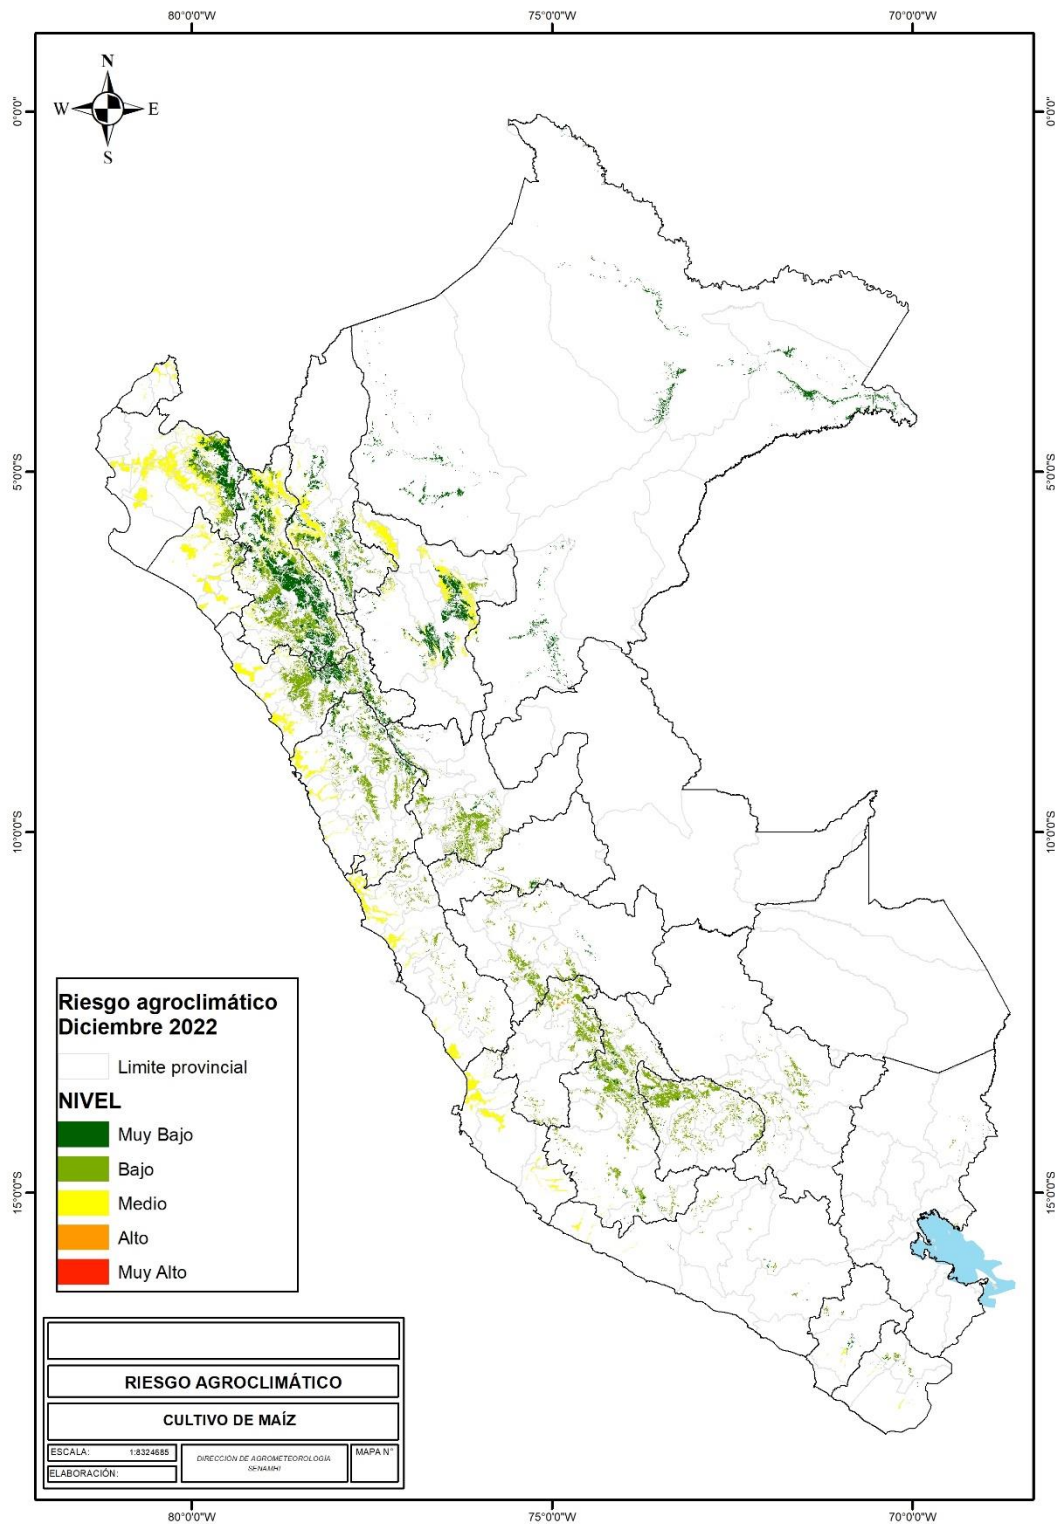 80°0'0"W 75°0'0"W 70°0'0"W
N
W E
S
0°0'0" 0°0'0"
5°0'0"S 5°0'0"S
10°0'0"S 10°0'0"S
15°0'0"S 15°0'0"S
Riesgo agroclimático
Diciembre 2022
Limite provincial
NIVEL
Muy Bajo
Bajo
Medio
Alto
Muy Alto
RIESGO AGROCLIMÁTICO
CULTIVO DE MAÍZ
ESCALA: 1:8324685
DIRECCIÓN DE AGROMETEOROLOGÍA
SENAMHI
MAPA N°
ELABORACIÓN:
80°0'0"W 75°0'0"W 70°0'0"W